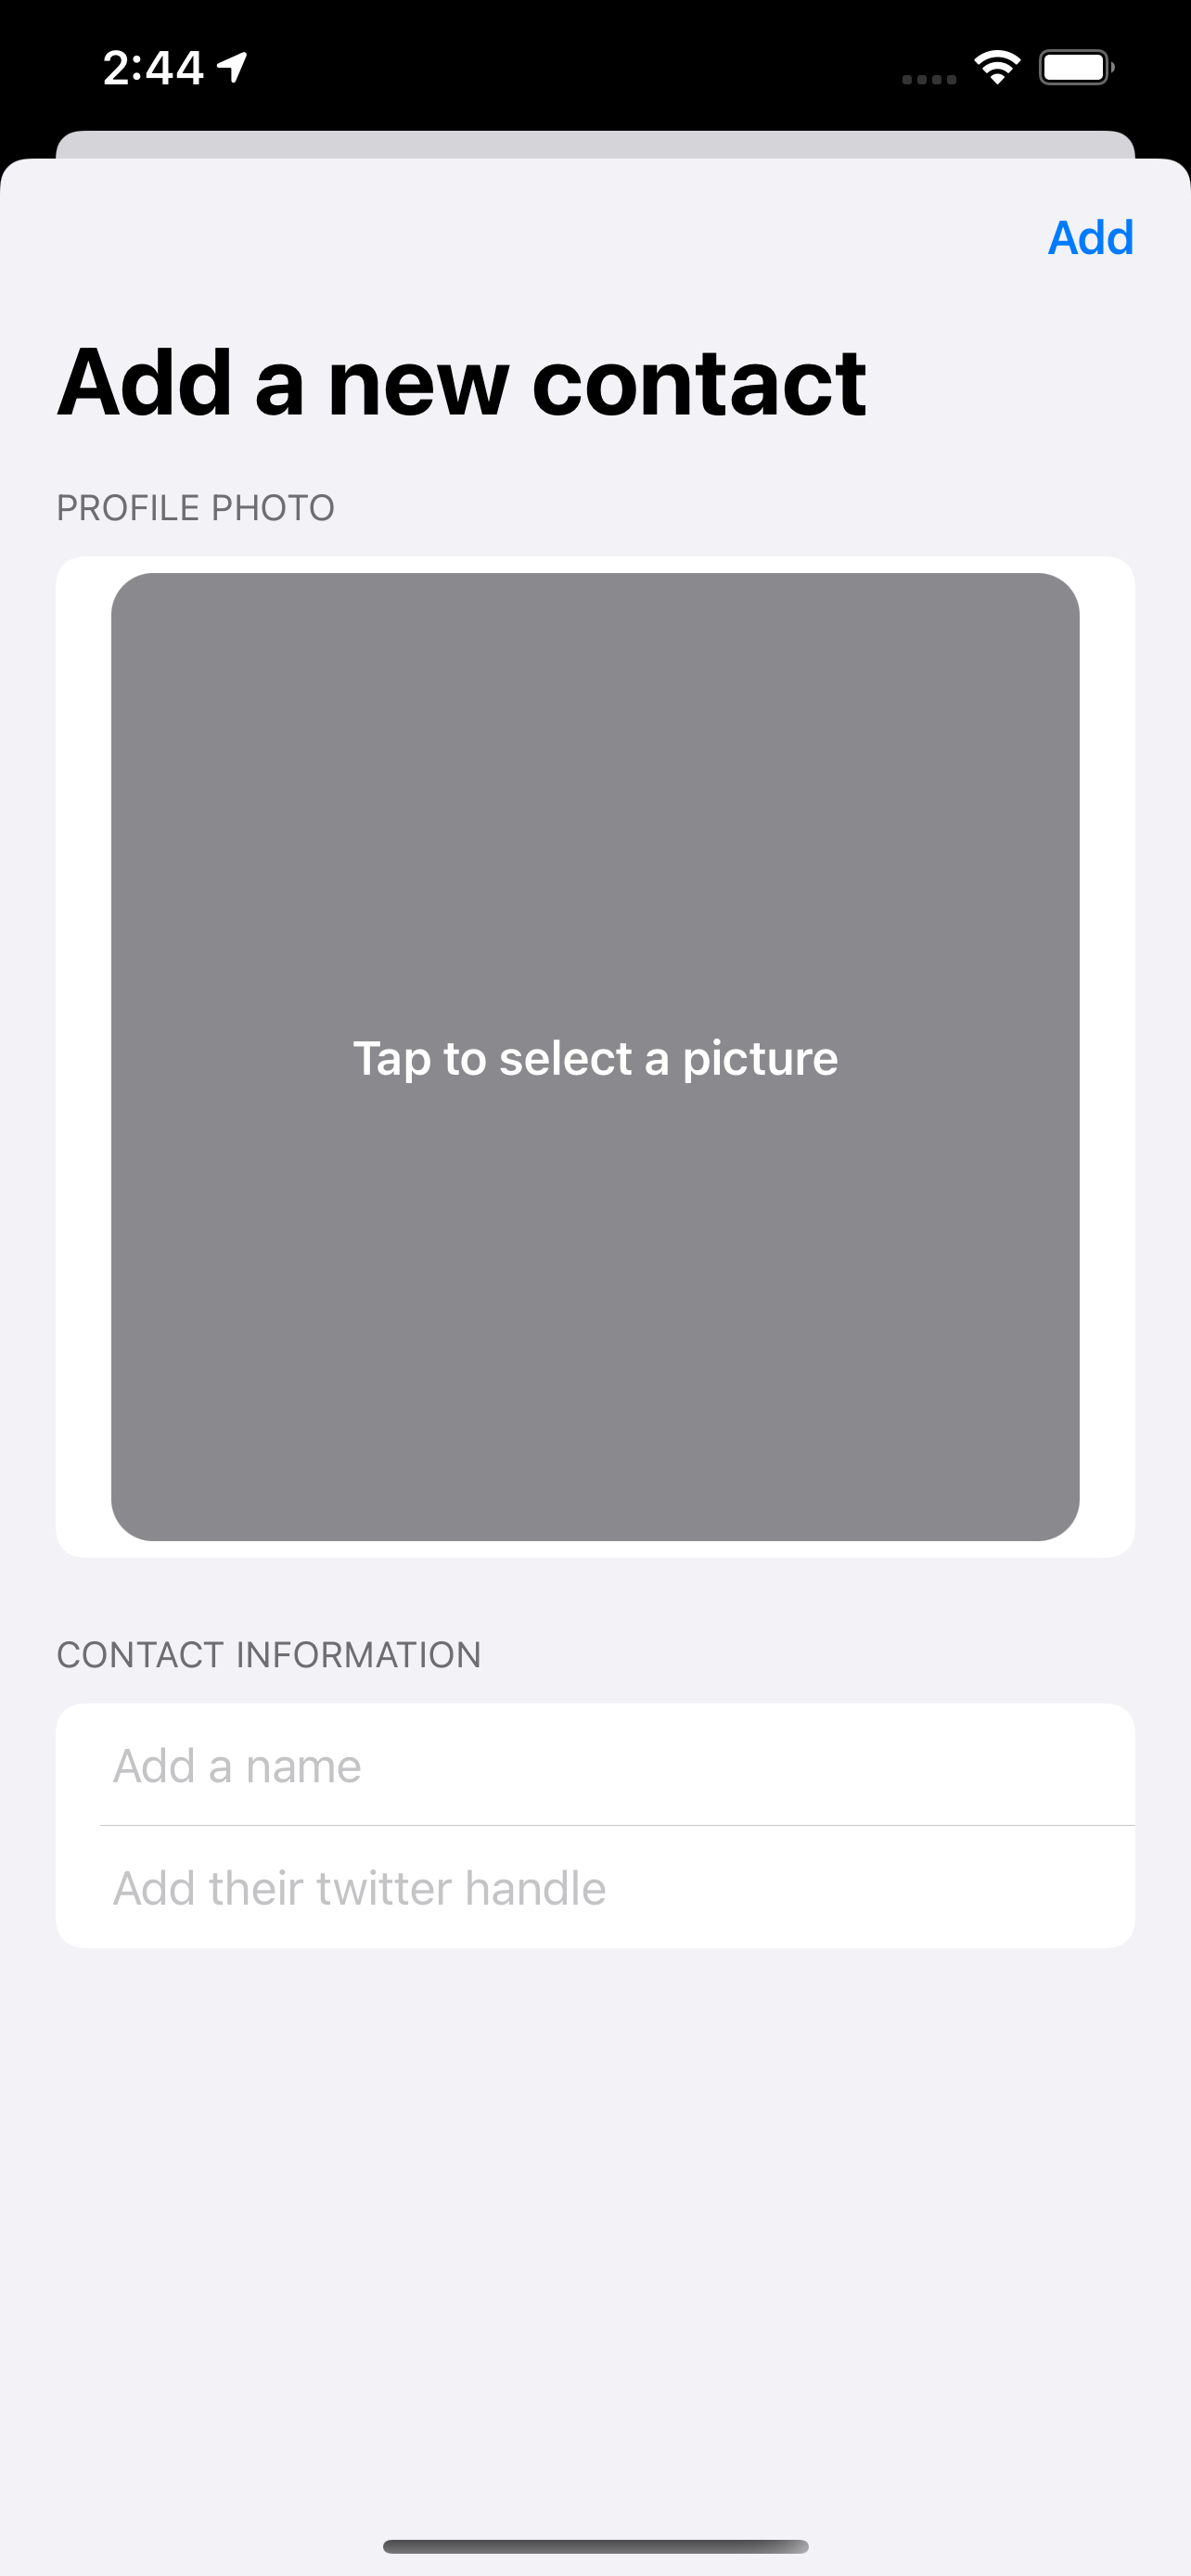 2:44
Add
Add a new contact
PROFILE PHOTO
Tap to select a picture
CONTACT INFORMATION
Add a name
Add their twitter handle